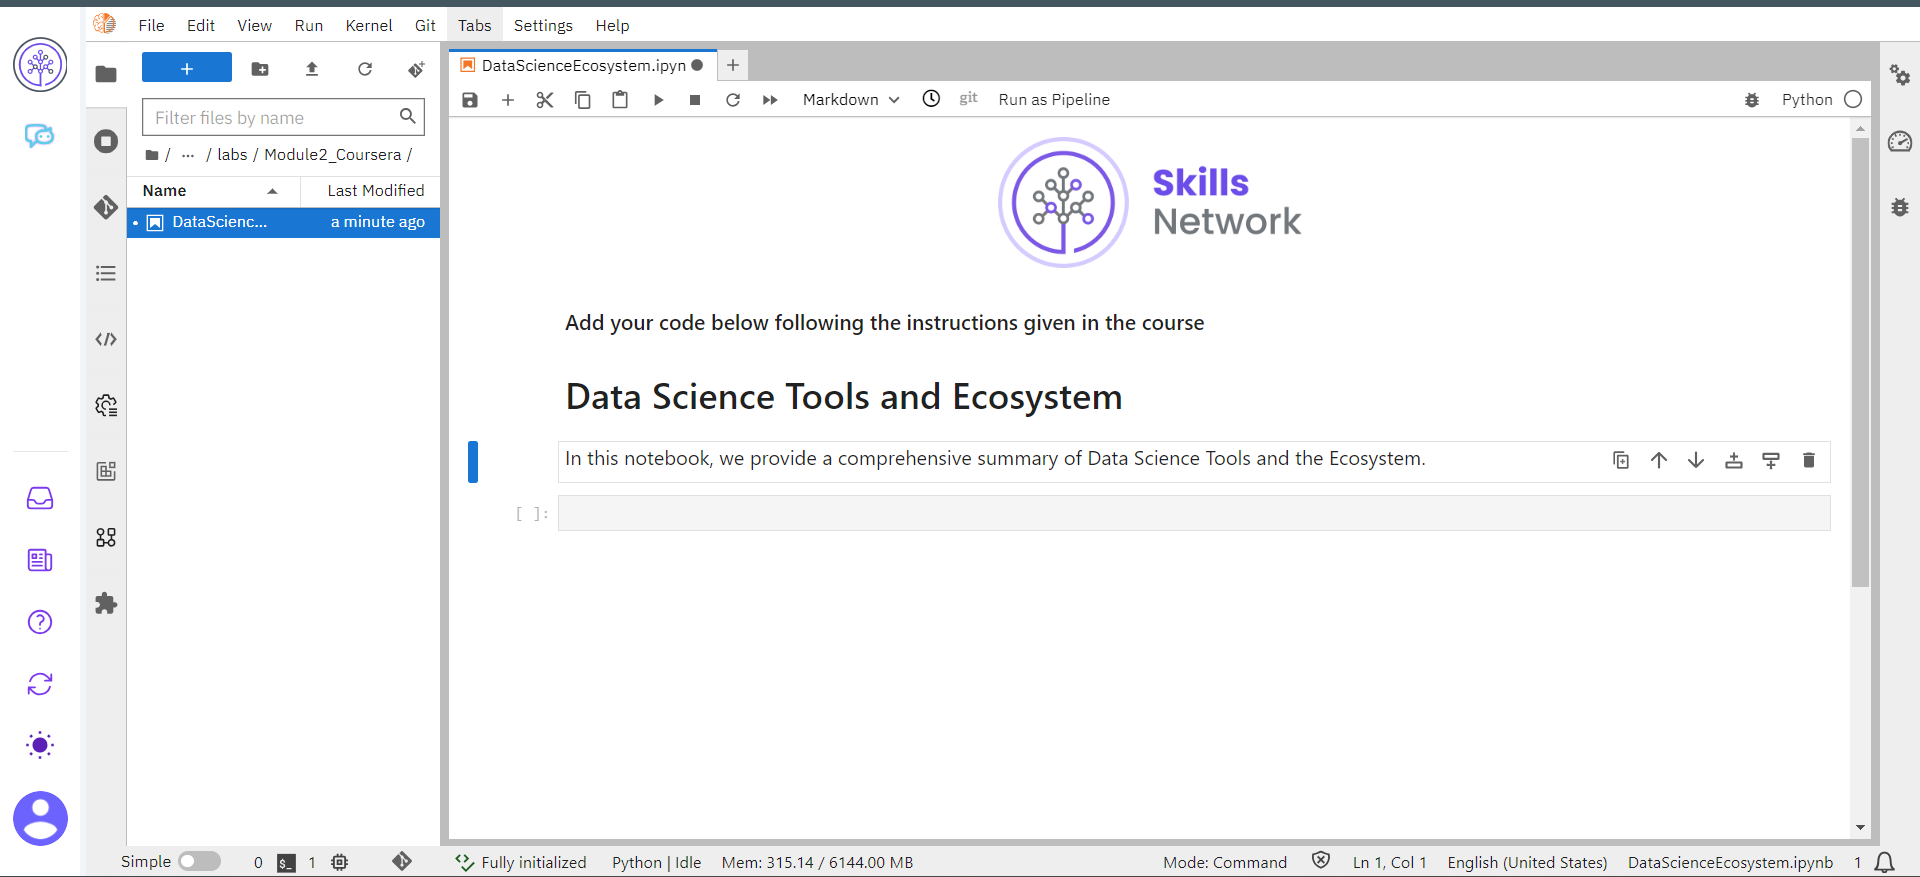 File Edit View Run Kernel Git Tabs Settings Help
DataScienceEcosystem.ipyn
Markdown git Run as Pipeline Python
Filter files by name
/ ... / labs / Module2_Coursera /
Name Last Modified
DataScienc... a minute ago
Skills
Network
Add your code below following the instructions given in the course
Data Science Tools and Ecosystem
In this notebook, we provide a comprehensive summary of Data Science Tools and the Ecosystem.
[ ]:
Simple 0 $_ 1 Fully initialized Python | Idle Mem: 315.14 / 6144.00 MB Mode: Command Ln 1, Col 1 English (United States) DataScienceEcosystem.ipynb 1